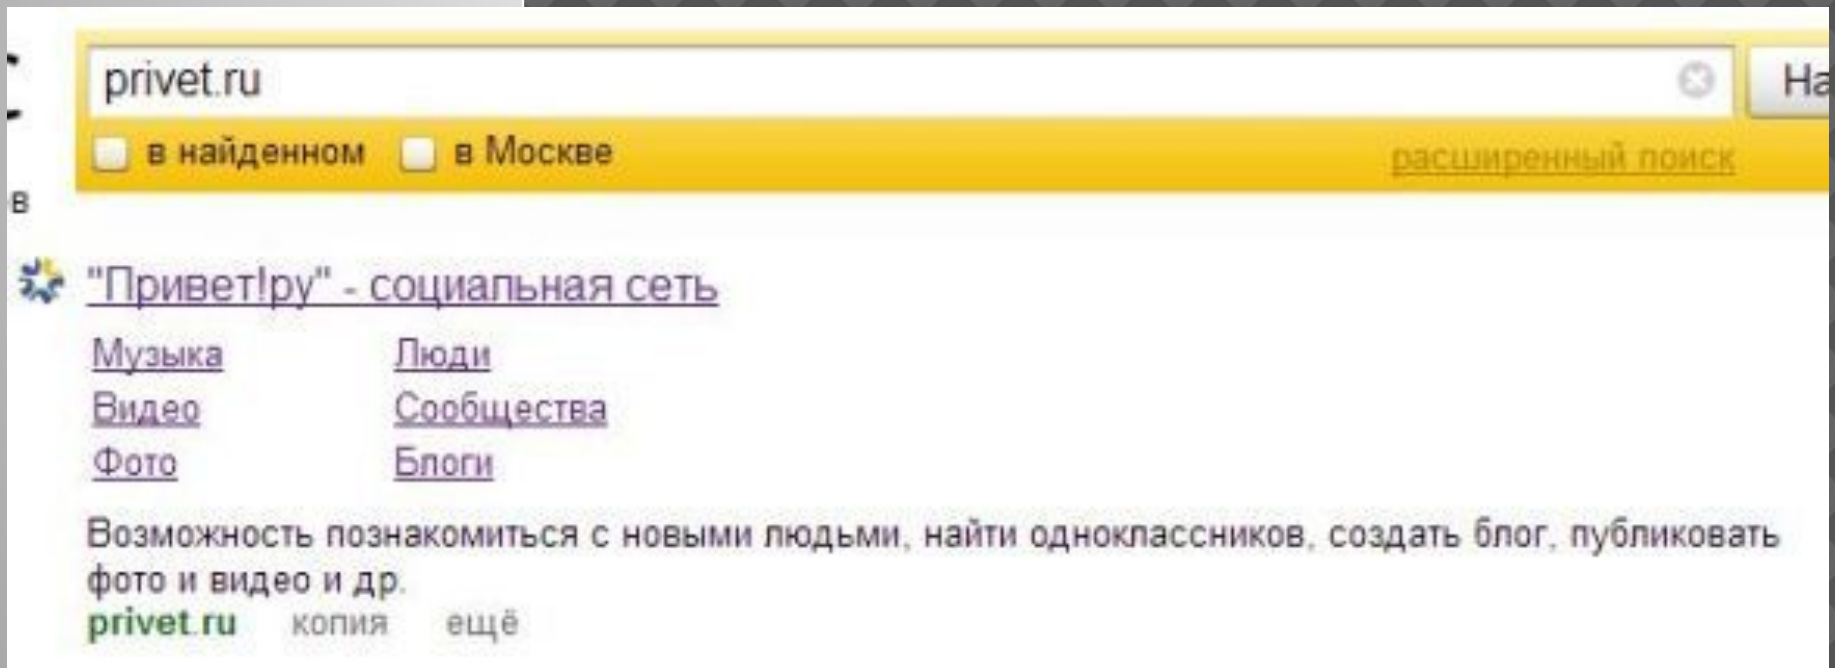 privet.ru
На
в найденном в Москве
расширенный поиск
в
"Привет!ру" - социальная сеть
Музыка Люди
Видео Сообщества
Фото Блоги
Возможность познакомиться с новыми людьми, найти одноклассников, создать блог, публиковать
фото и видео и др.
privet.ru копия ещё